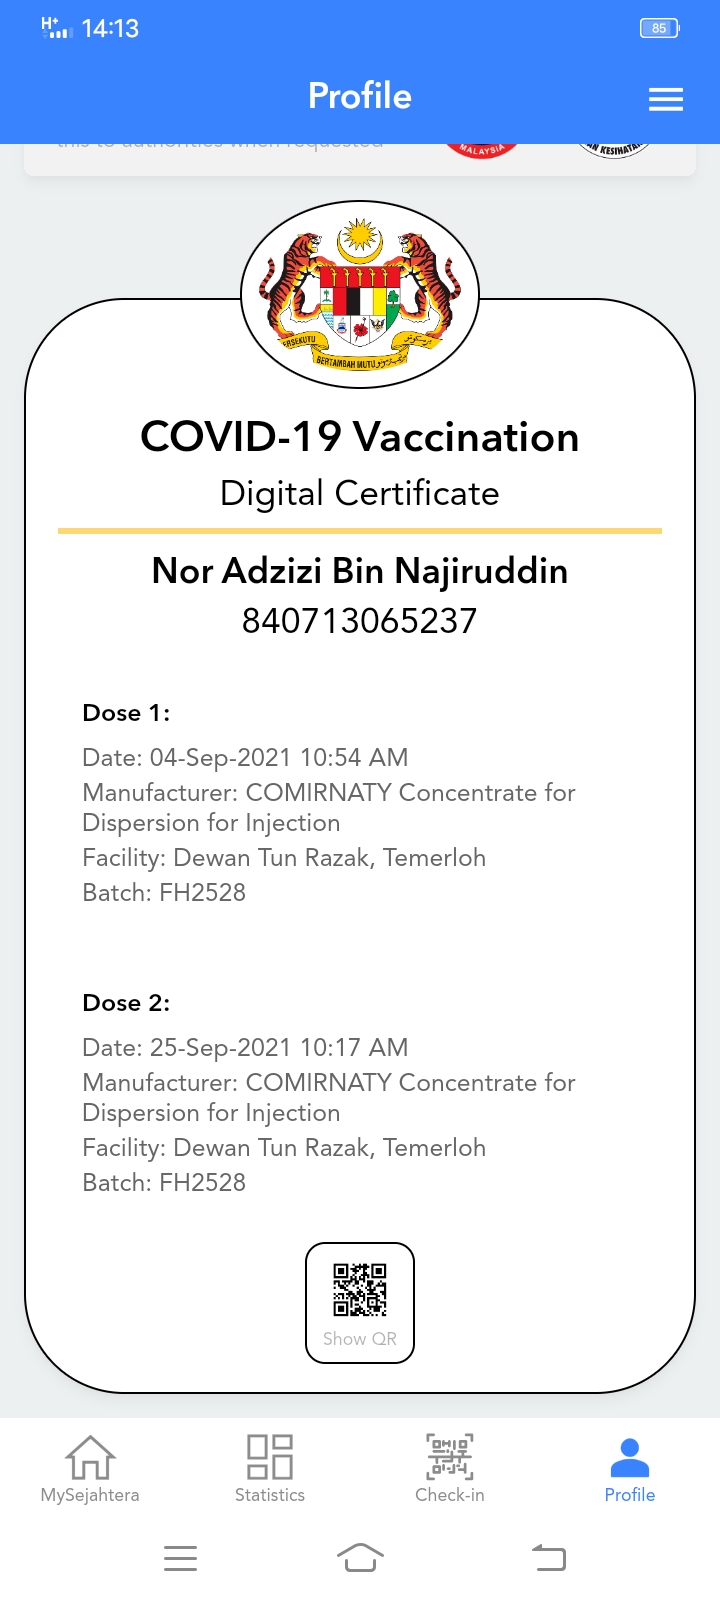 H+ 14:13 85
Profile
this to authorities when requested
MALAYSIA
AN KESIHATAN
ERSEKUTU
BERTAMBAH MUTU
COVID-19 Vaccination
Digital Certificate
Nor Adzizi Bin Najiruddin
840713065237
Dose 1:
Date: 04-Sep-2021 10:54 AM
Manufacturer: COMIRNATY Concentrate for
Dispersion for Injection
Facility: Dewan Tun Razak, Temerloh
Batch: FH2528
Dose 2:
Date: 25-Sep-2021 10:17 AM
Manufacturer: COMIRNATY Concentrate for
Dispersion for Injection
Facility: Dewan Tun Razak, Temerloh
Batch: FH2528
Show QR
MySejahtera Statistics Check-in Profile